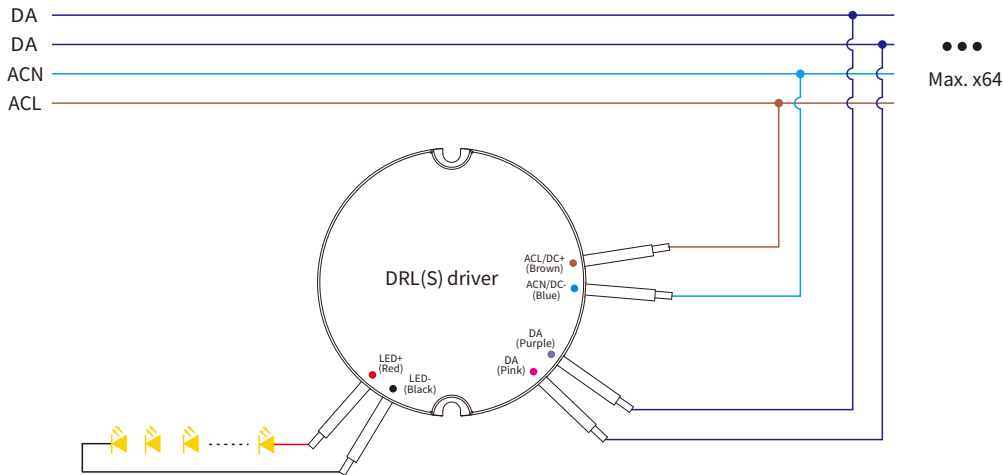 DA
DA
ACN
ACL
•••
Max. x64
DRL(S) driver
ACL/DC+
(Brown)
ACN/DC-
(Blue)
DA
(Purple)
DA
(Pink)
LED+
(Red)
LED-
(Black)